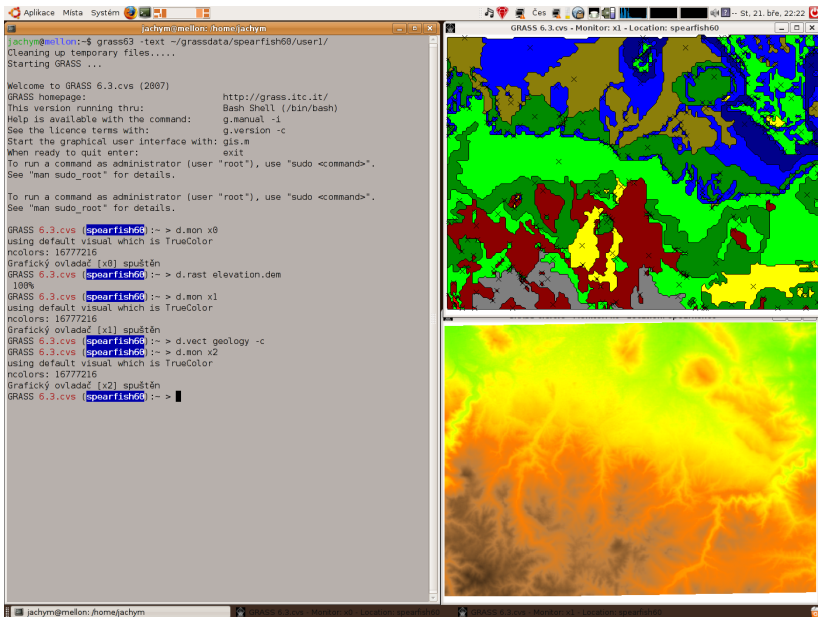 Aplikace Místa Systém
Čes
St, 21. bře, 22:22
jachym@mellon: /home/jachym
jachym@mellon:~$ grass63 -text ~/grassdata/spearfish60/user1/
Cleaning up temporary files.....
Starting GRASS ...
Welcome to GRASS 6.3.cvs (2007)
GRASS homepage: http://grass.itc.it/
This version running thru: Bash Shell (/bin/bash)
Help is available with the command: g.manual -i
See the licence terms with: g.version -c
Start the graphical user interface with: gis.m
When ready to quit enter: exit
To run a command as administrator (user "root"), use "sudo <command>".
See "man sudo_root" for details.
To run a command as administrator (user "root"), use "sudo <command>".
See "man sudo_root" for details.
GRASS 6.3.cvs (spearfish60):~ > d.mon x0
using default visual which is TrueColor
ncolors: 16777216
Grafický ovladač [x0] spuštěn
GRASS 6.3.cvs (spearfish60):~ > d.rast elevation.dem
100%
GRASS 6.3.cvs (spearfish60):~ > d.mon x1
using default visual which is TrueColor
ncolors: 16777216
Grafický ovladač [x1] spuštěn
GRASS 6.3.cvs (spearfish60):~ > d.vect geology -c
GRASS 6.3.cvs (spearfish60):~ > d.mon x2
using default visual which is TrueColor
ncolors: 16777216
Grafický ovladač [x2] spuštěn
GRASS 6.3.cvs (spearfish60):~ >
GRASS 6.3.cvs - Monitor: x1 - Location: spearfish60
jachym@mellon: /home/jachym
GRASS 6.3.cvs - Monitor: x0 - Location: spearfish60
GRASS 6.3.cvs - Monitor: x1 - Location: spearfish60